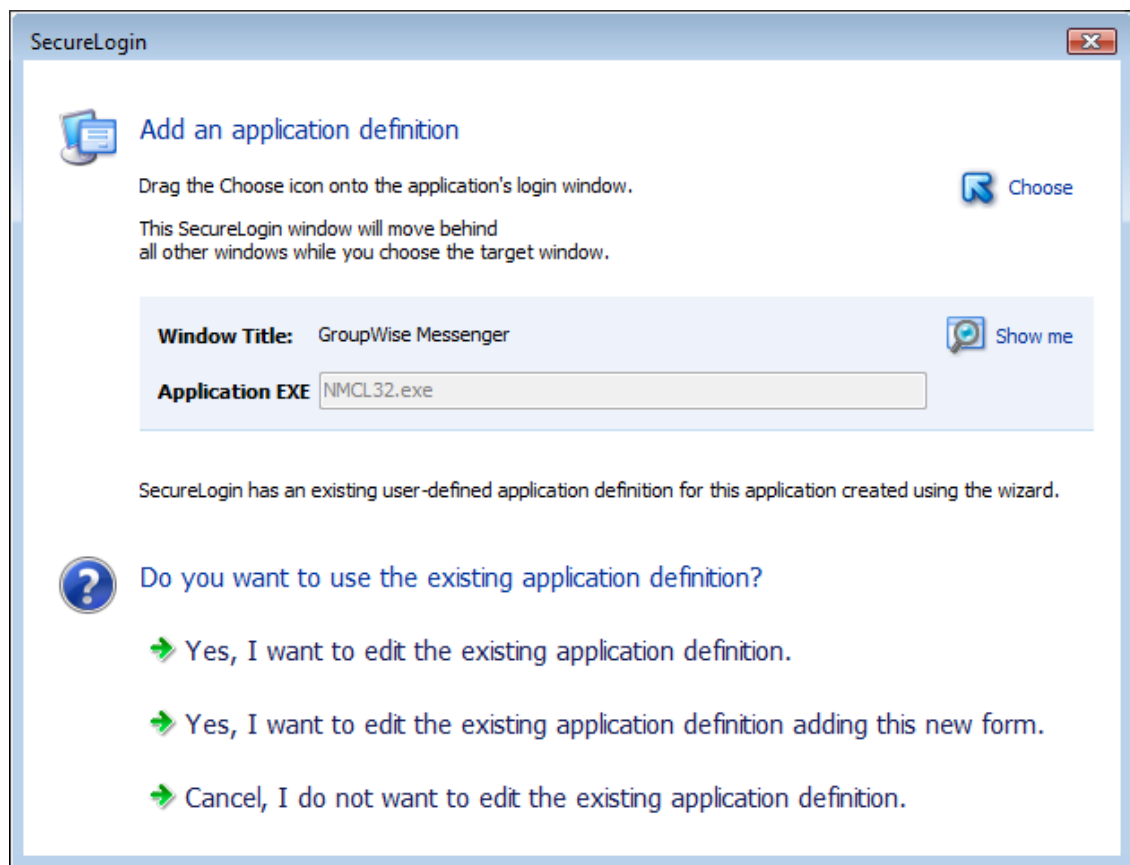 SecureLogin
Add an application definition
Drag the Choose icon onto the application's login window.
Choose
This SecureLogin window will move behind
all other windows while you choose the target window.
Window Title: GroupWise Messenger
Show me
Application EXE NMCL32.exe
SecureLogin has an existing user-defined application definition for this application created using the wizard.
Do you want to use the existing application definition?
Yes, I want to edit the existing application definition.
Yes, I want to edit the existing application definition adding this new form.
Cancel, I do not want to edit the existing application definition.